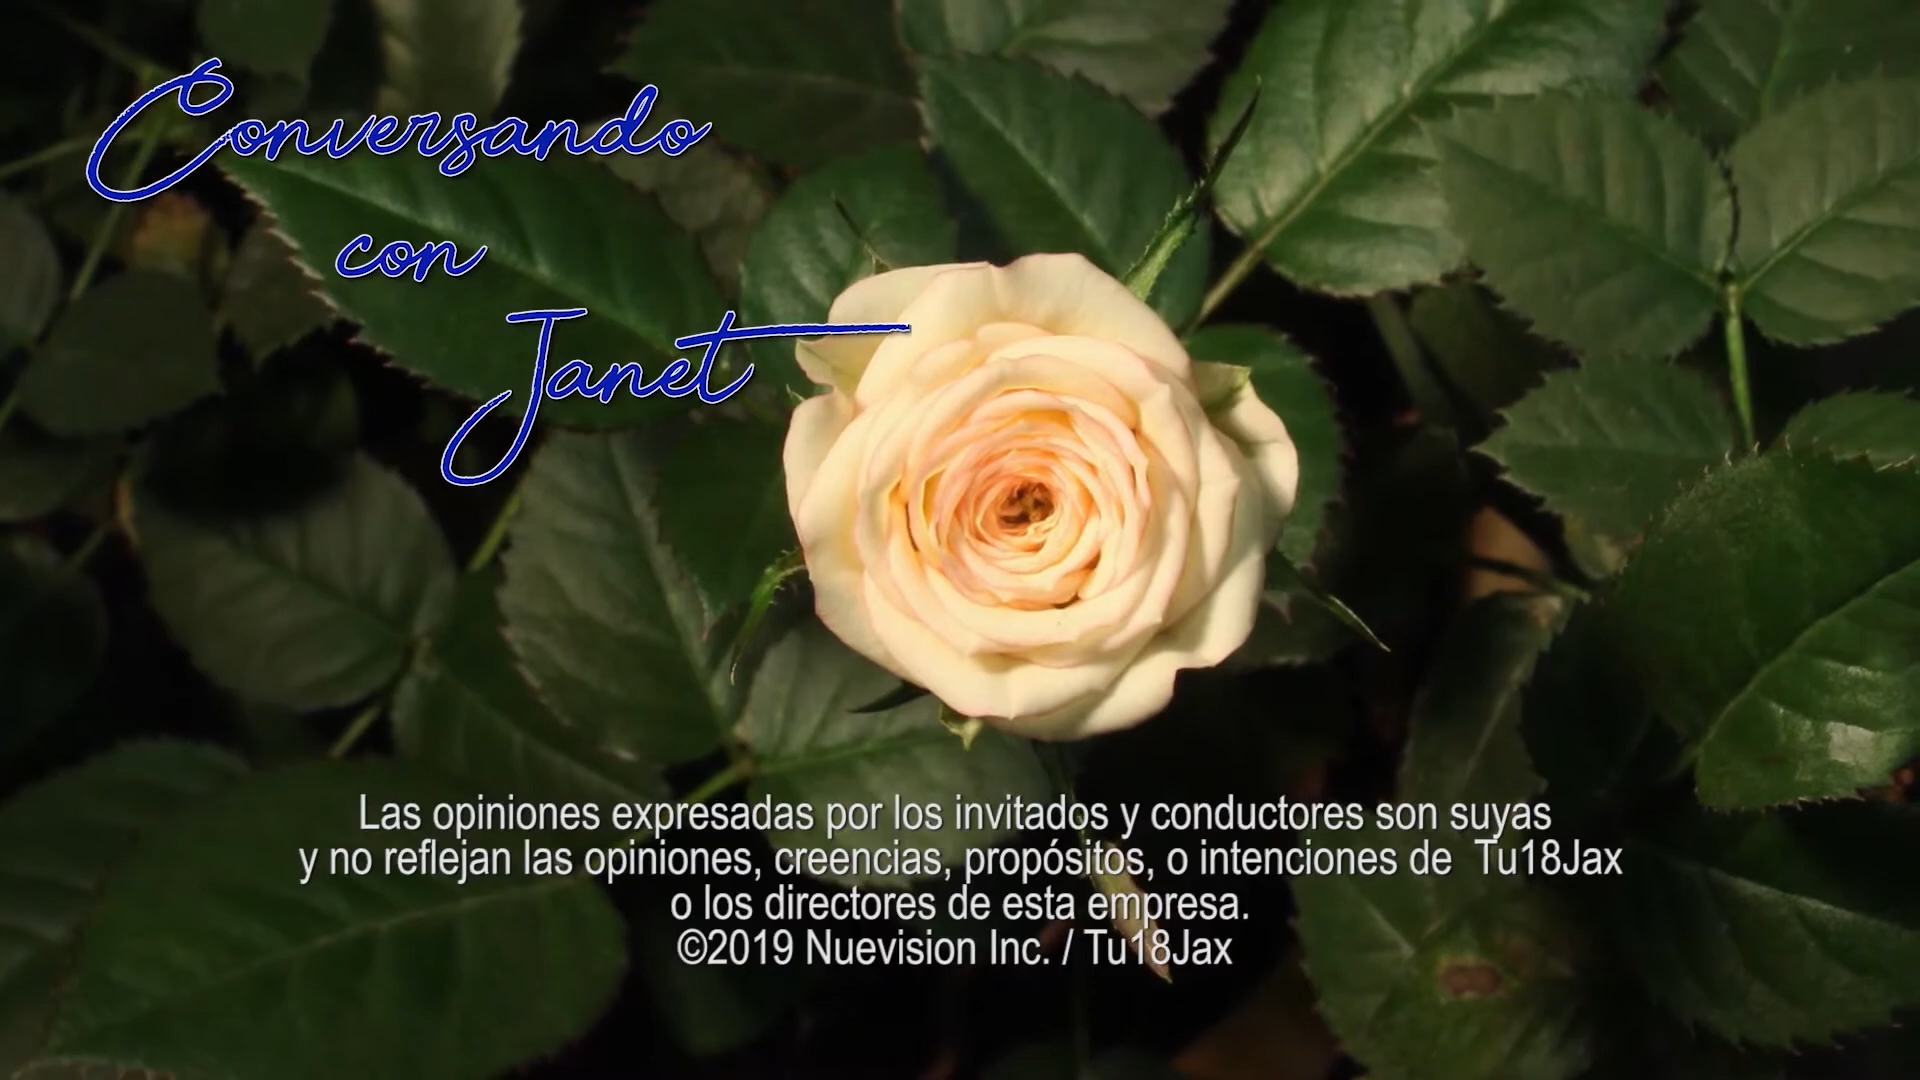 Conversando
con
Janet
Las opiniones expresadas por los invitados y conductores son suyas
y no reflejan las opiniones, creencias, propósitos, o intenciones de Tu18Jax
o los directores de esta empresa.
©2019 Nuevision Inc. / Tu18Jax